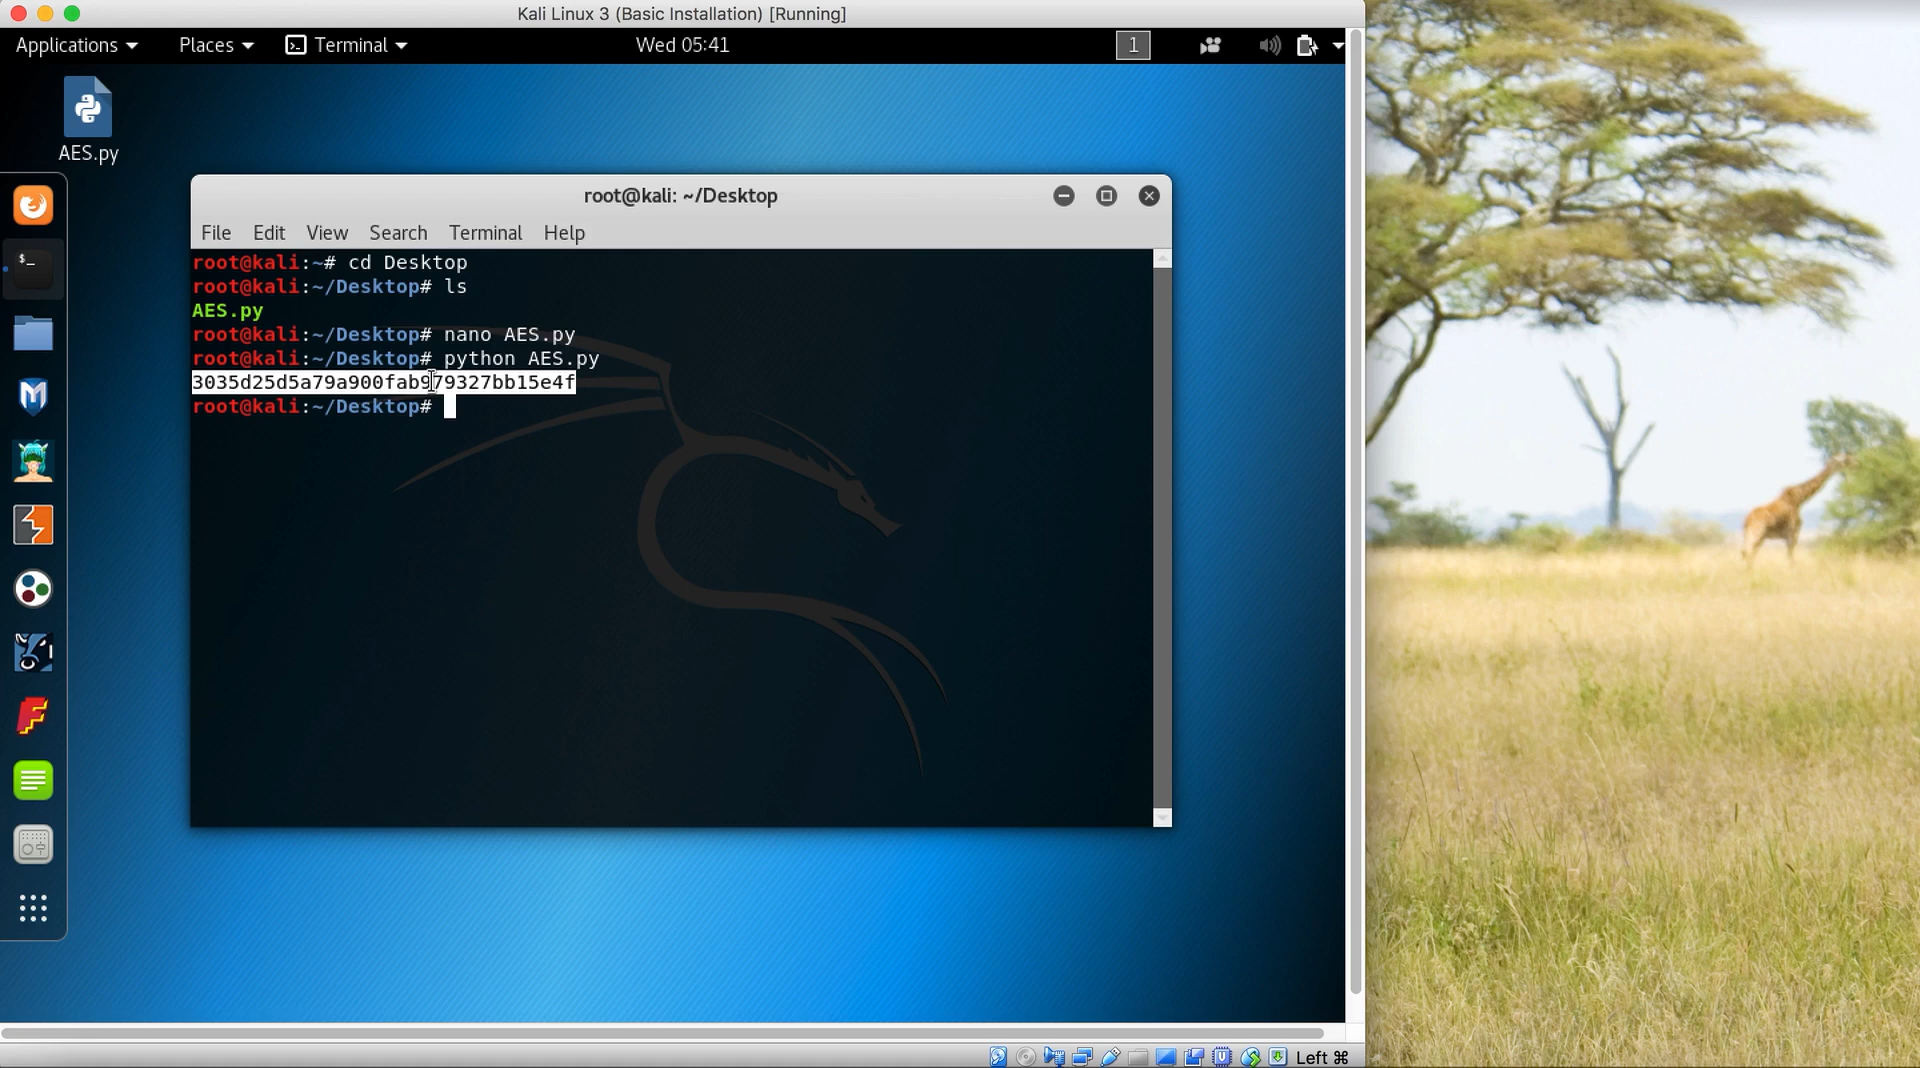 Kali Linux 3 (Basic Installation) [Running]
Applications Places Terminal Wed 05:41 1
AES.py
root@kali: ~/Desktop
File Edit View Search Terminal Help
root@kali:~# cd Desktop
root@kali:~/Desktop# ls
AES.py
root@kali:~/Desktop# nano AES.py
root@kali:~/Desktop# python AES.py
3035d25d5a79a900fab979327bb15e4f
root@kali:~/Desktop#
Left ⌘